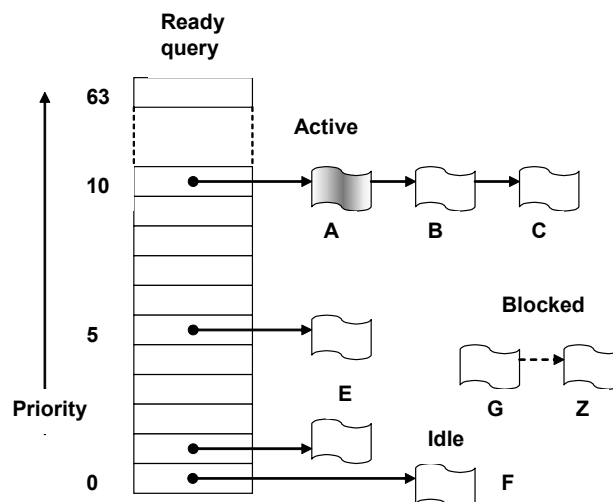 Ready
query
63
Active
10
A
B
C
5
Blocked
E
G
Z
Priority
Idle
0
F